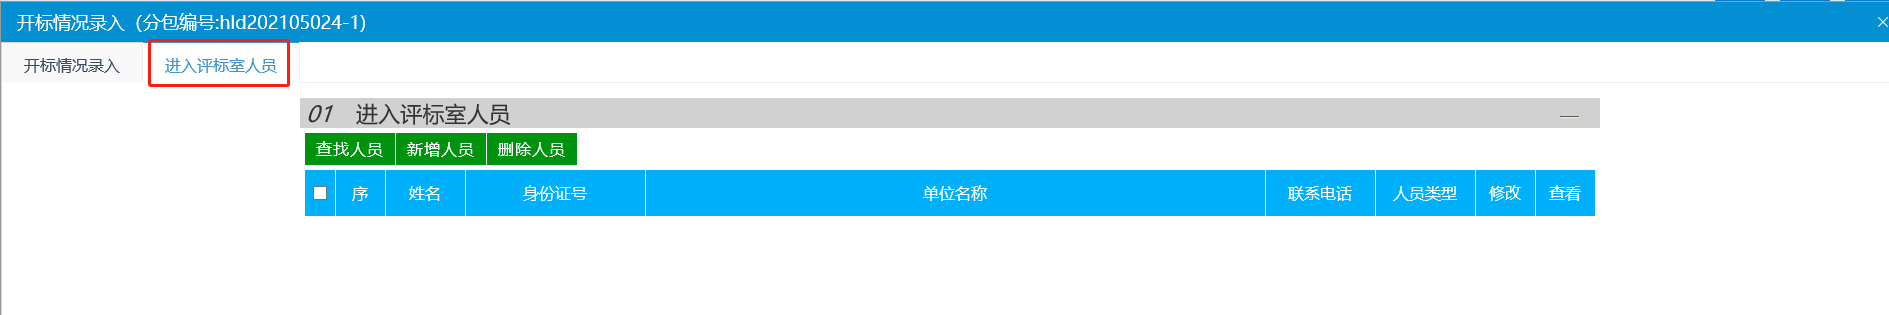 开标情况录入（分包编号:hld202105024-1）
开标情况录入 进入评标室人员
01 进入评标室人员
查找人员 新增人员 删除人员
序 姓名 身份证号 单位名称 联系电话 人员类型 修改 查看